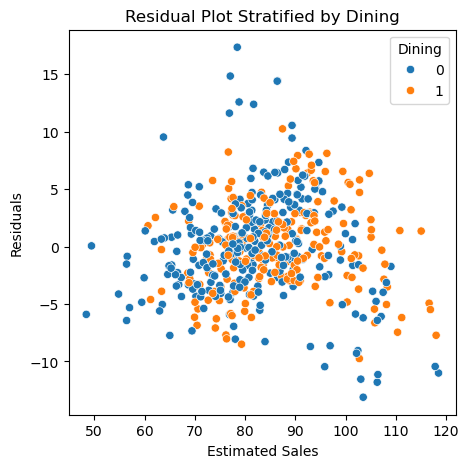 Residual Plot Stratified by Dining
Dining
0
1
15
10
5
0
−5
−10
Residuals
50 60 70 80 90 100 110 120
Estimated Sales